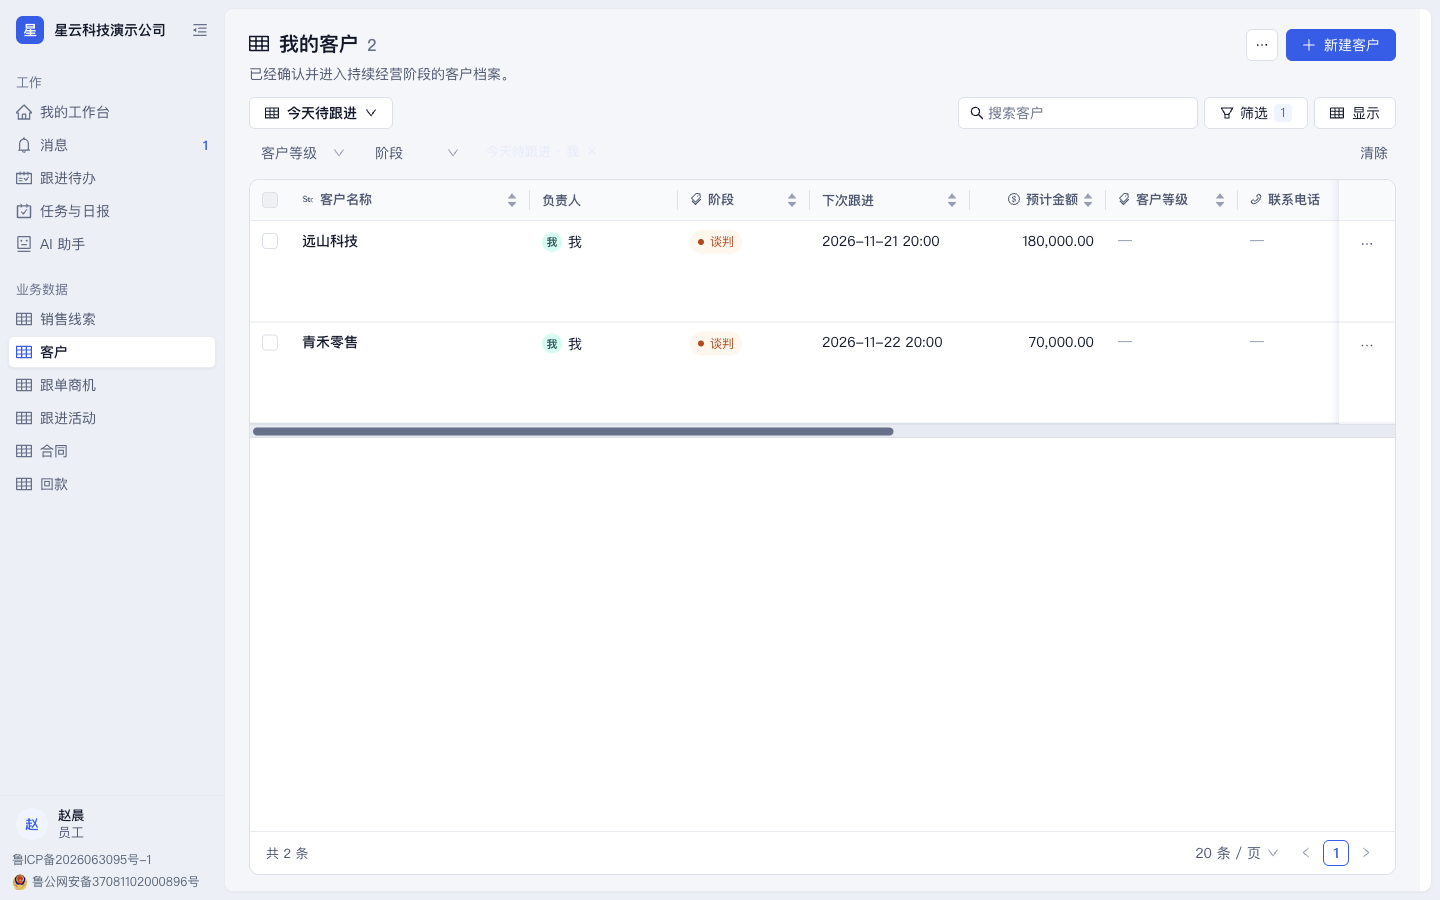 星 星云科技演示公司
工作
我的工作台
消息 1
跟进待办
任务与日报
AI 助手
业务数据
销售线索
客户
跟单商机
跟进活动
合同
回款
赵 赵晨
员工
鲁ICP备2026063095号-1
鲁公网安备37081102000896号
我的客户 2
已经确认并进入持续经营阶段的客户档案。
··· 新建客户
今天待跟进
搜索客户 筛选 1 显示
客户等级 阶段 今天待跟进 · 我 × 清除
Str 客户名称 负责人 阶段 下次跟进 预计金额 客户等级 联系电话
远山科技 我 我 谈判 2026-11-21 20:00 180,000.00 — — ···
青禾零售 我 我 谈判 2026-11-22 20:00 70,000.00 — — ···
共 2 条 20 条 / 页 < 1 >